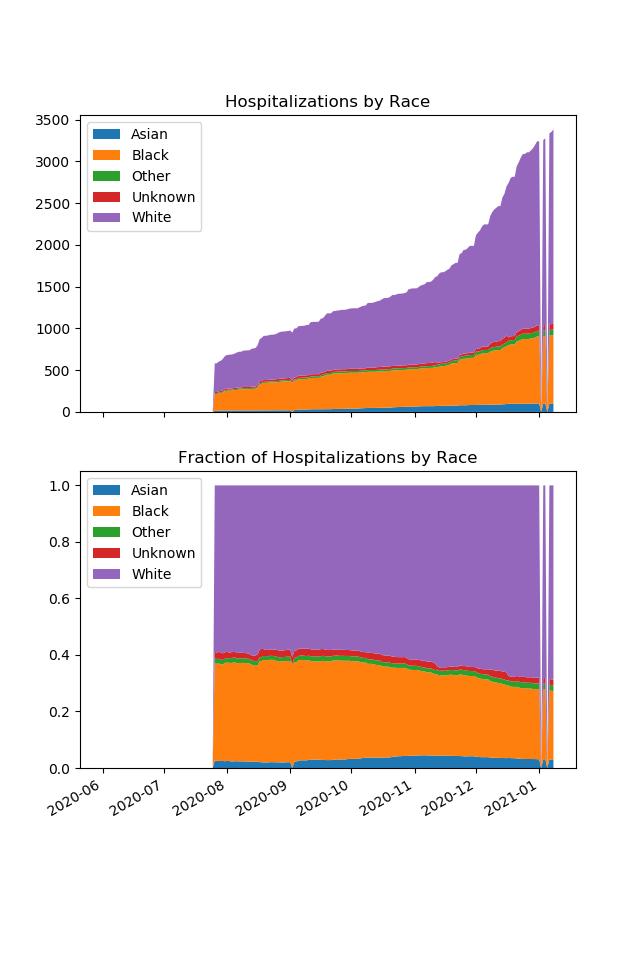 Hospitalizations by Race
3500
3000
2500
2000
1500
1000
500
0
Asian
Black
Other
Unknown
White
Fraction of Hospitalizations by Race
1.0
0.8
0.6
0.4
0.2
0.0
Asian
Black
Other
Unknown
White
2020-06
2020-07
2020-08
2020-09
2020-10
2020-11
2020-12
2021-01